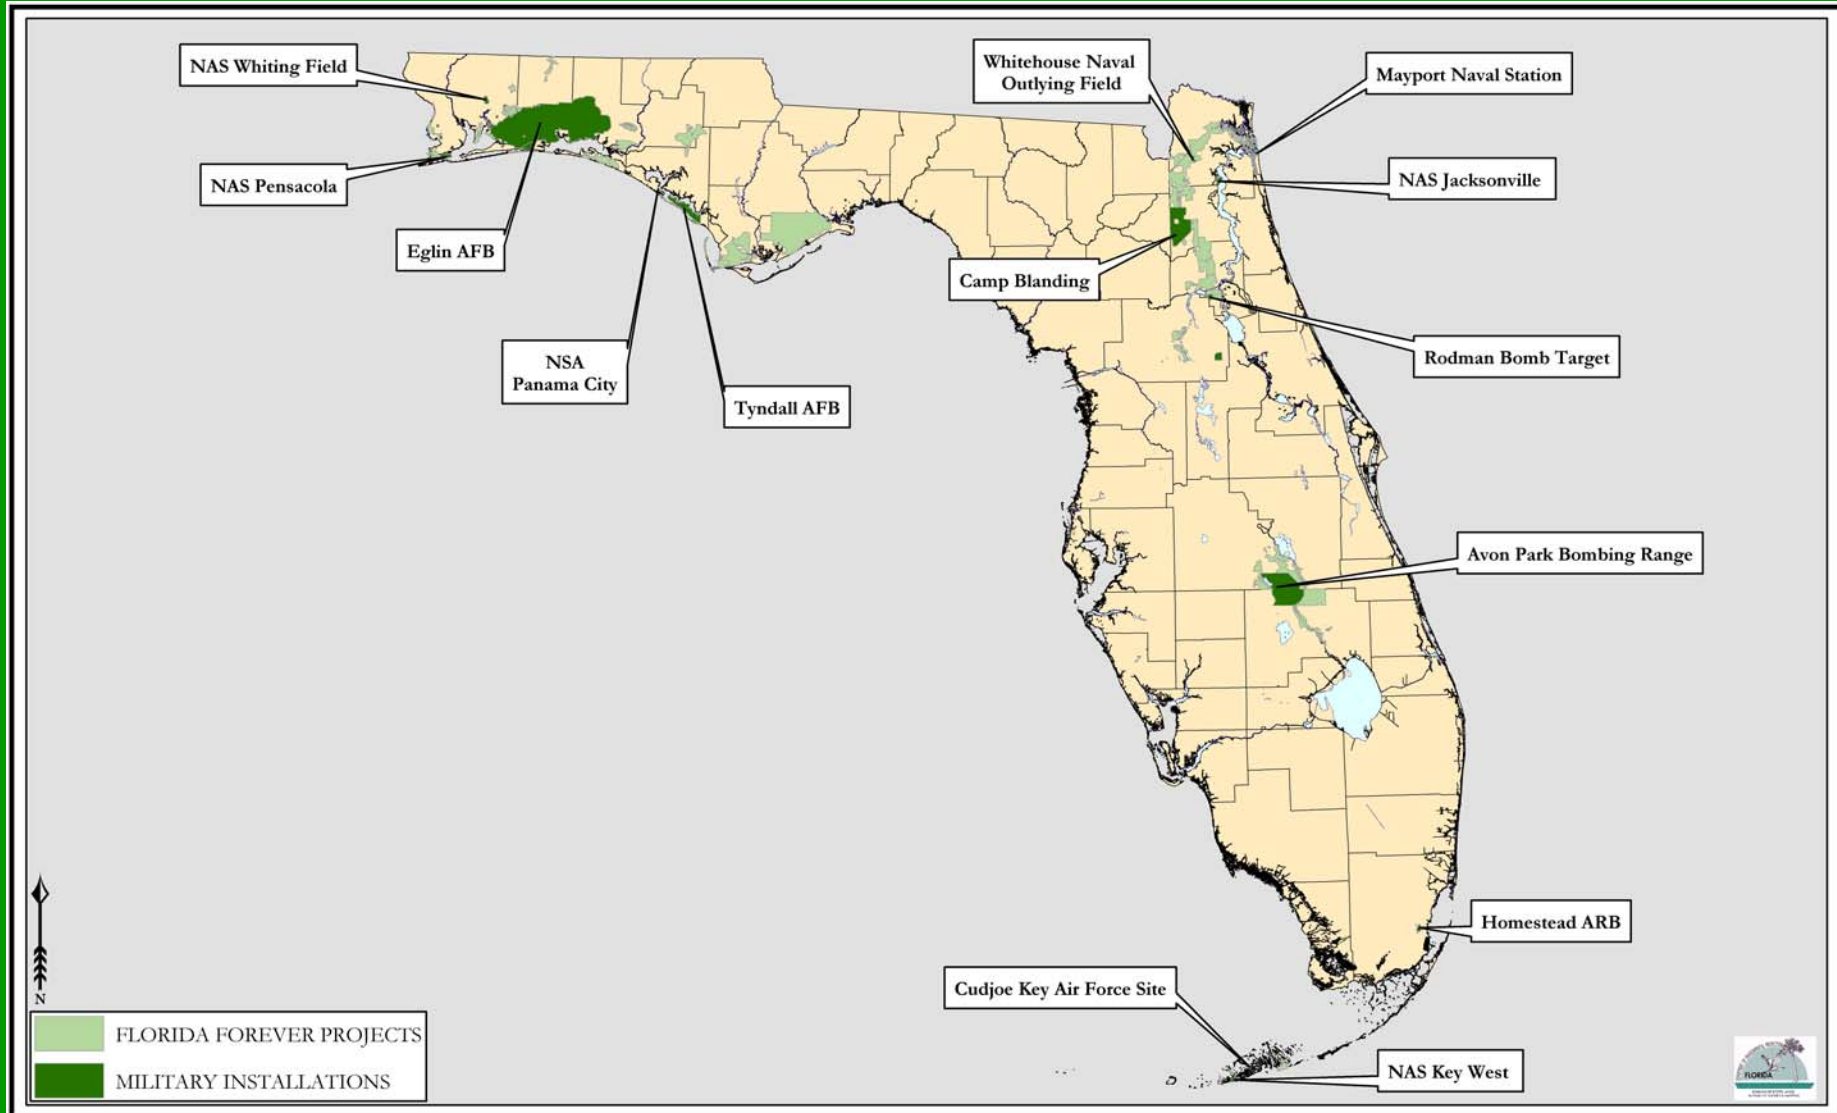 NAS Whiting Field
Whitehouse Naval
Outlying Field
Mayport Naval Station
NAS Pensacola
NAS Jacksonville
Eglin AFB
Camp Blanding
NSA
Panama City
Rodman Bomb Target
Tyndall AFB
Avon Park Bombing Range
Homestead ARB
Cudjoe Key Air Force Site
NAS Key West
N
FLORIDA FOREVER PROJECTS
MILITARY INSTALLATIONS
FLORIDA